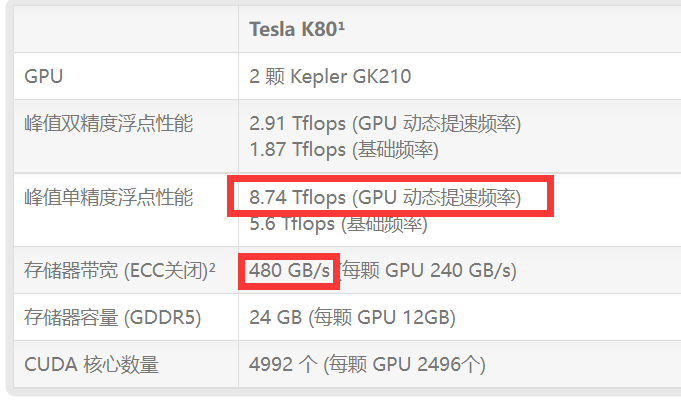 Tesla K80¹
GPU 2 颗 Kepler GK210
峰值双精度浮点性能 2.91 Tflops (GPU 动态提速频率)
1.87 Tflops (基础频率)
峰值单精度浮点性能 8.74 Tflops (GPU 动态提速频率)
5.6 Tflops (基础频率)
存储器带宽 (ECC关闭)² 480 GB/s (每颗 GPU 240 GB/s)
存储器容量 (GDDR5) 24 GB (每颗 GPU 12GB)
CUDA 核心数量 4992 个 (每颗 GPU 2496个)